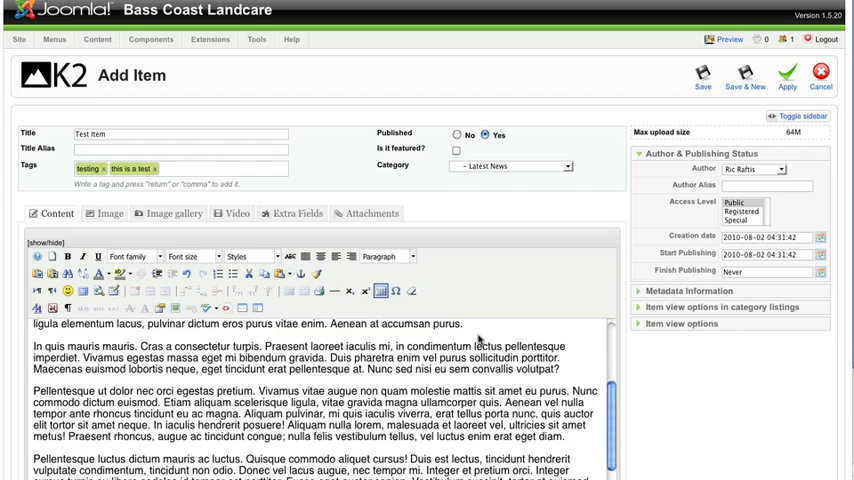 Joomla! Bass Coast Landcare
Version 1.5.20
Site Menus Content Components Extensions Tools Help
Preview 0 1 Logout
K2 Add Item
Save Save & New Apply Cancel
Toggle sidebar
Title Test Item
Title Alias
Tags testing x this is a test x
Write a tag and press "return" or "comma" to add it.
Published No Yes
Is it featured?
Category - Latest News
Max upload size 64M
Author & Publishing Status
Author Ric Raftis
Author Alias
Access Level Public
Registered
Special
Creation date 2010-08-02 04:31:42
Start Publishing 2010-08-02 04:31:42
Finish Publishing Never
Metadata Information
Item view options in category listings
Item view options
Content Image Image gallery Video Extra Fields Attachments
[show/hide]
B I U Font family Font size Styles ABC Paragraph
ligula elementum lacus, pulvinar dictum eros purus vitae enim. Aenean at accumsan purus.
In quis mauris mauris. Cras a consectetur turpis. Praesent laoreet iaculis mi, in condimentum lectus pellentesque
imperdiet. Vivamus egestas massa eget mi bibendum gravida. Duis pharetra enim vel purus sollicitudin porttitor.
Maecenas euismod lobortis neque, eget tincidunt erat pellentesque at. Nunc sed nisi eu sem convallis volutpat?
Pellentesque ut dolor nec orci egestas pretium. Vivamus vitae augue non quam molestie mattis sit amet eu purus. Nunc
commodo dictum euismod. Etiam aliquam scelerisque ligula, vitae gravida magna ullamcorper quis. Aenean vel nulla
tempor ante rhoncus tincidunt eu ac magna. Aliquam pulvinar, mi quis iaculis viverra, erat tellus porta nunc, quis auctor
elit tortor sit amet neque. In iaculis hendrerit posuere! Aliquam nulla lorem, malesuada et laoreet vel, ultricies sit amet
metus! Praesent rhoncus, augue ac tincidunt congue; nulla felis vestibulum tellus, vel luctus enim erat eget diam.
Pellentesque luctus dictum mauris ac luctus. Quisque commodo aliquet cursus! Duis est lectus, tincidunt hendrerit
vulputate condimentum, tincidunt non odio. Donec vel lacus augue, nec tempor mi. Integer et pretium orci. Integer